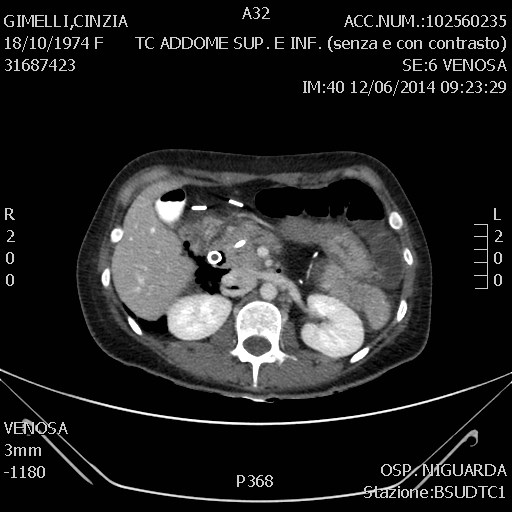 GIMELLI,CINZIA
A32
ACC.NUM.:102560235
18/10/1974 F
TC ADDOME SUP. E INF. (senza e con contrasto)
31687423
SE:6 VENOSA
IM:40 12/06/2014 09:23:29
R
L
2
2
0
0
0
0
VENOSA
3mm
-1180
P368
OSP. NIGUARDA
Stazione:BSUDTC1